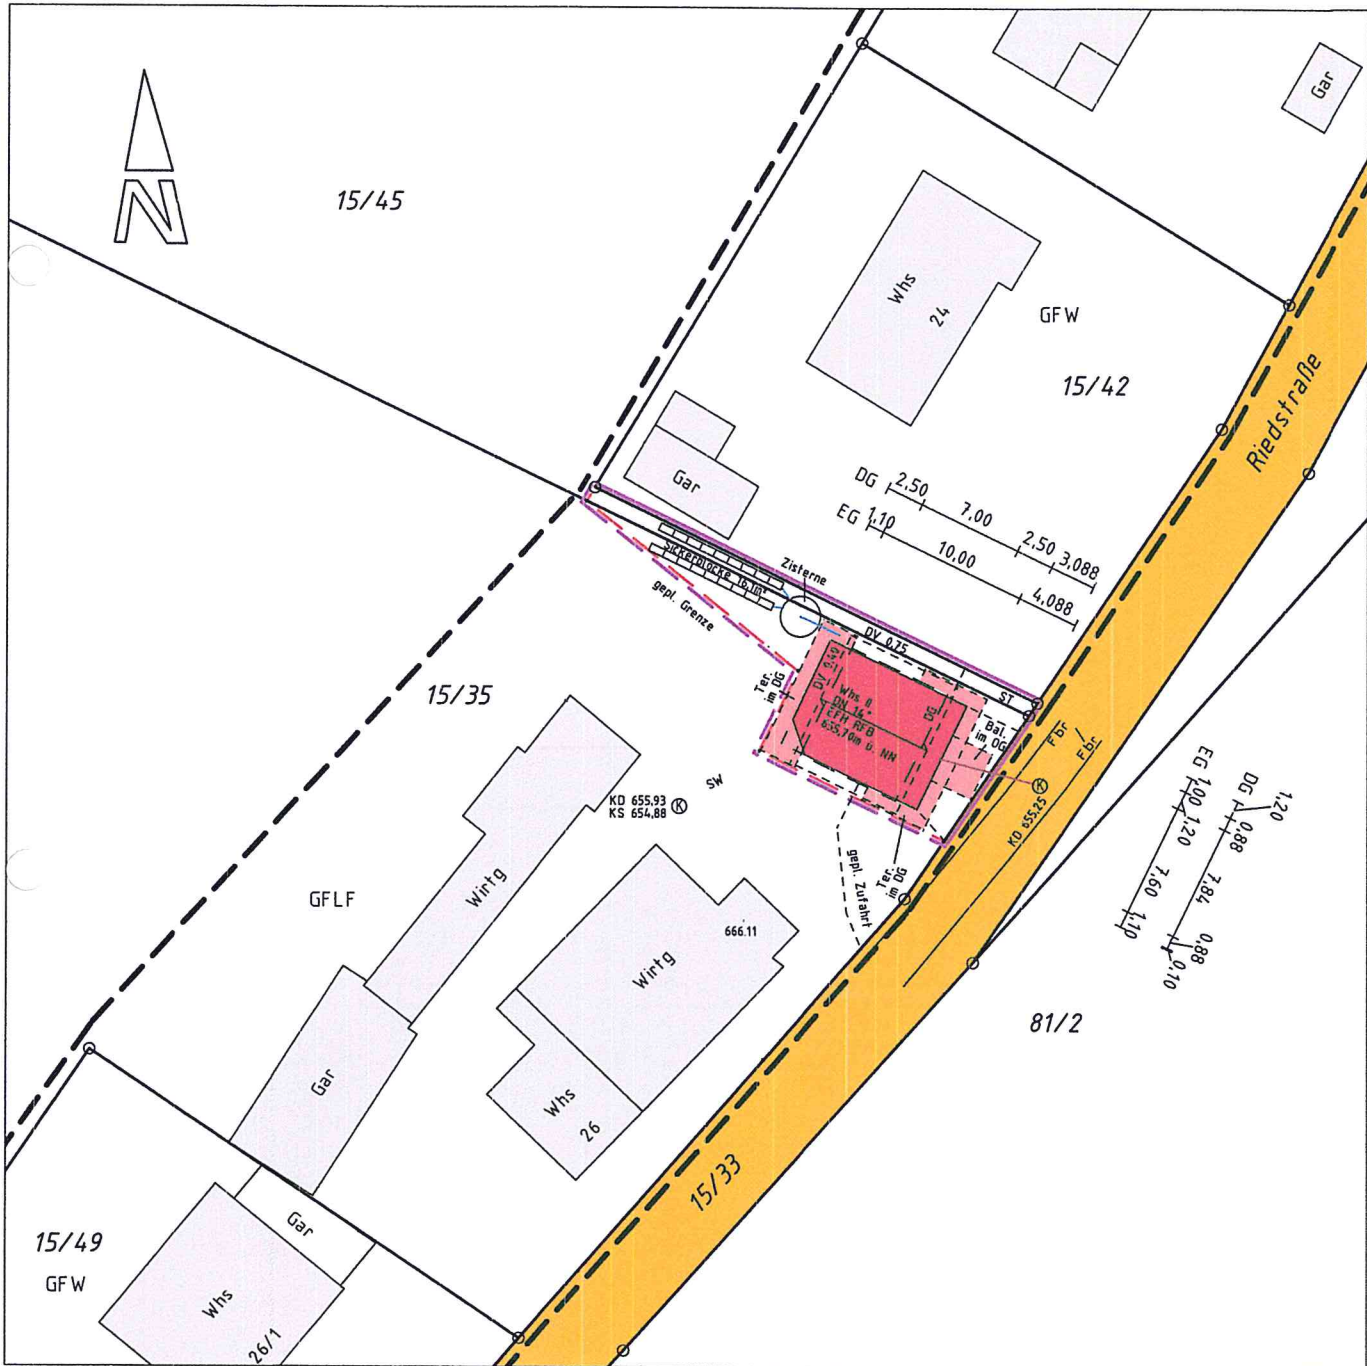 N
15/45
Gar
Whs
24
GFW
15/42
Riedstraße
Gar
DG 2.50 7.00 2.50 3.088
EG 1.10 10.00 4.088
Sickerblöcke
Zisterne
gepl. Grenze
DV 0.75
ST
Ter.
im DG
DV 0.40
Whs II
DN 14°
EFH RFB
655,70m ü. NN
DG
Bal.
im DG
Fbr
Fbr
15/35
SW
KD 655.93
KS 654.88
K
K
KD 655.25
EG 1.00 1.20 7.60 1.10
DG 1.20 0.88 7.84 0.88 0.10
gepl. Zufahrt
Ter.
im DG
GFLF
Wirtg
666.11
Wirtg
81/2
Gar
Whs
26
15/33
15/49
GFW
Gar
Whs
26/1